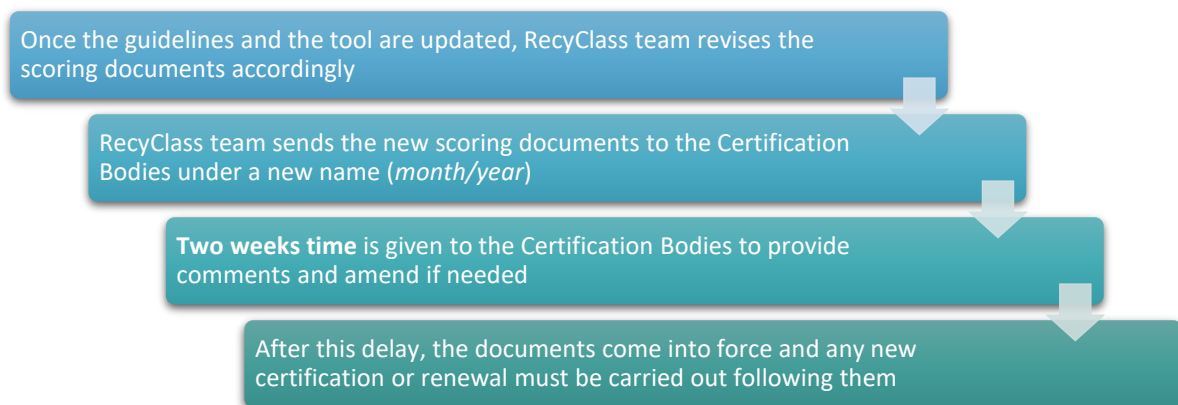 Once the guidelines and the tool are updated, RecyClass team revises the
scoring documents accordingly
RecyClass team sends the new scoring documents to the Certification
Bodies under a new name (month/year)
Two weeks time is given to the Certification Bodies to provide
comments and amend if needed
After this delay, the documents come into force and any new
certification or renewal must be carried out following them